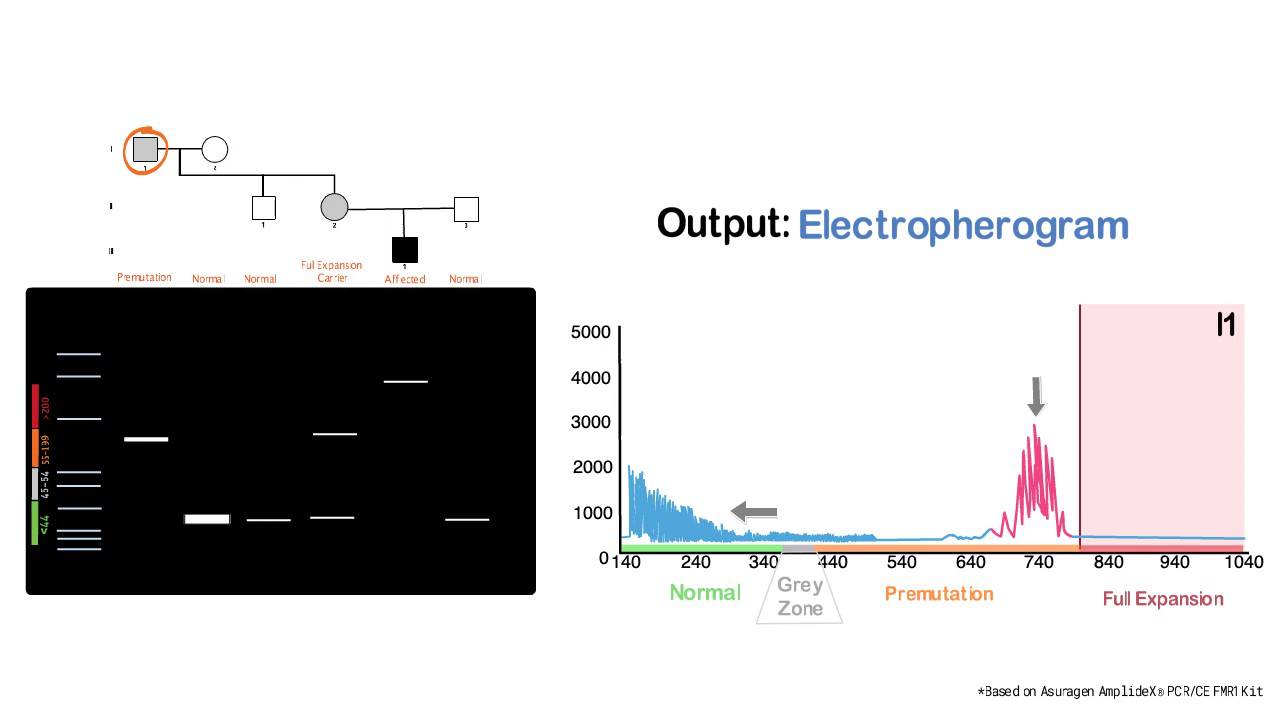 I
1
2
II
1
2
3
III
1
Premutation
Normal
Normal
Full Expansion
Carrier
Affected
Normal
>200
55-199
45-54
<44
Output: Electropherogram
I1
5000
4000
3000
2000
1000
0
140
240
340
440
540
640
740
840
940
1040
Normal
Grey
Zone
Premutation
Full Expansion
*Based on Asuragen AmplideX® PCR/CE FMR1 Kit